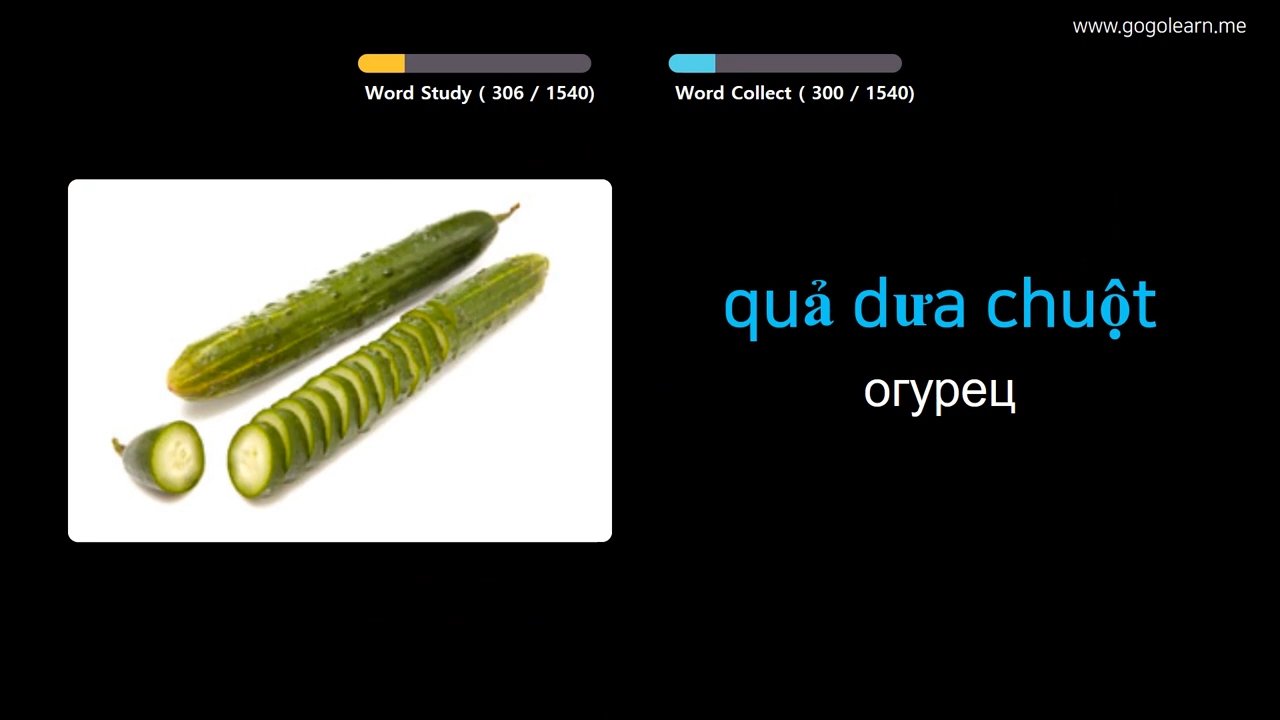 www.gogolearn.me
Word Study ( 306 / 1540)
Word Collect ( 300 / 1540)
quả dưa chuột
огурец